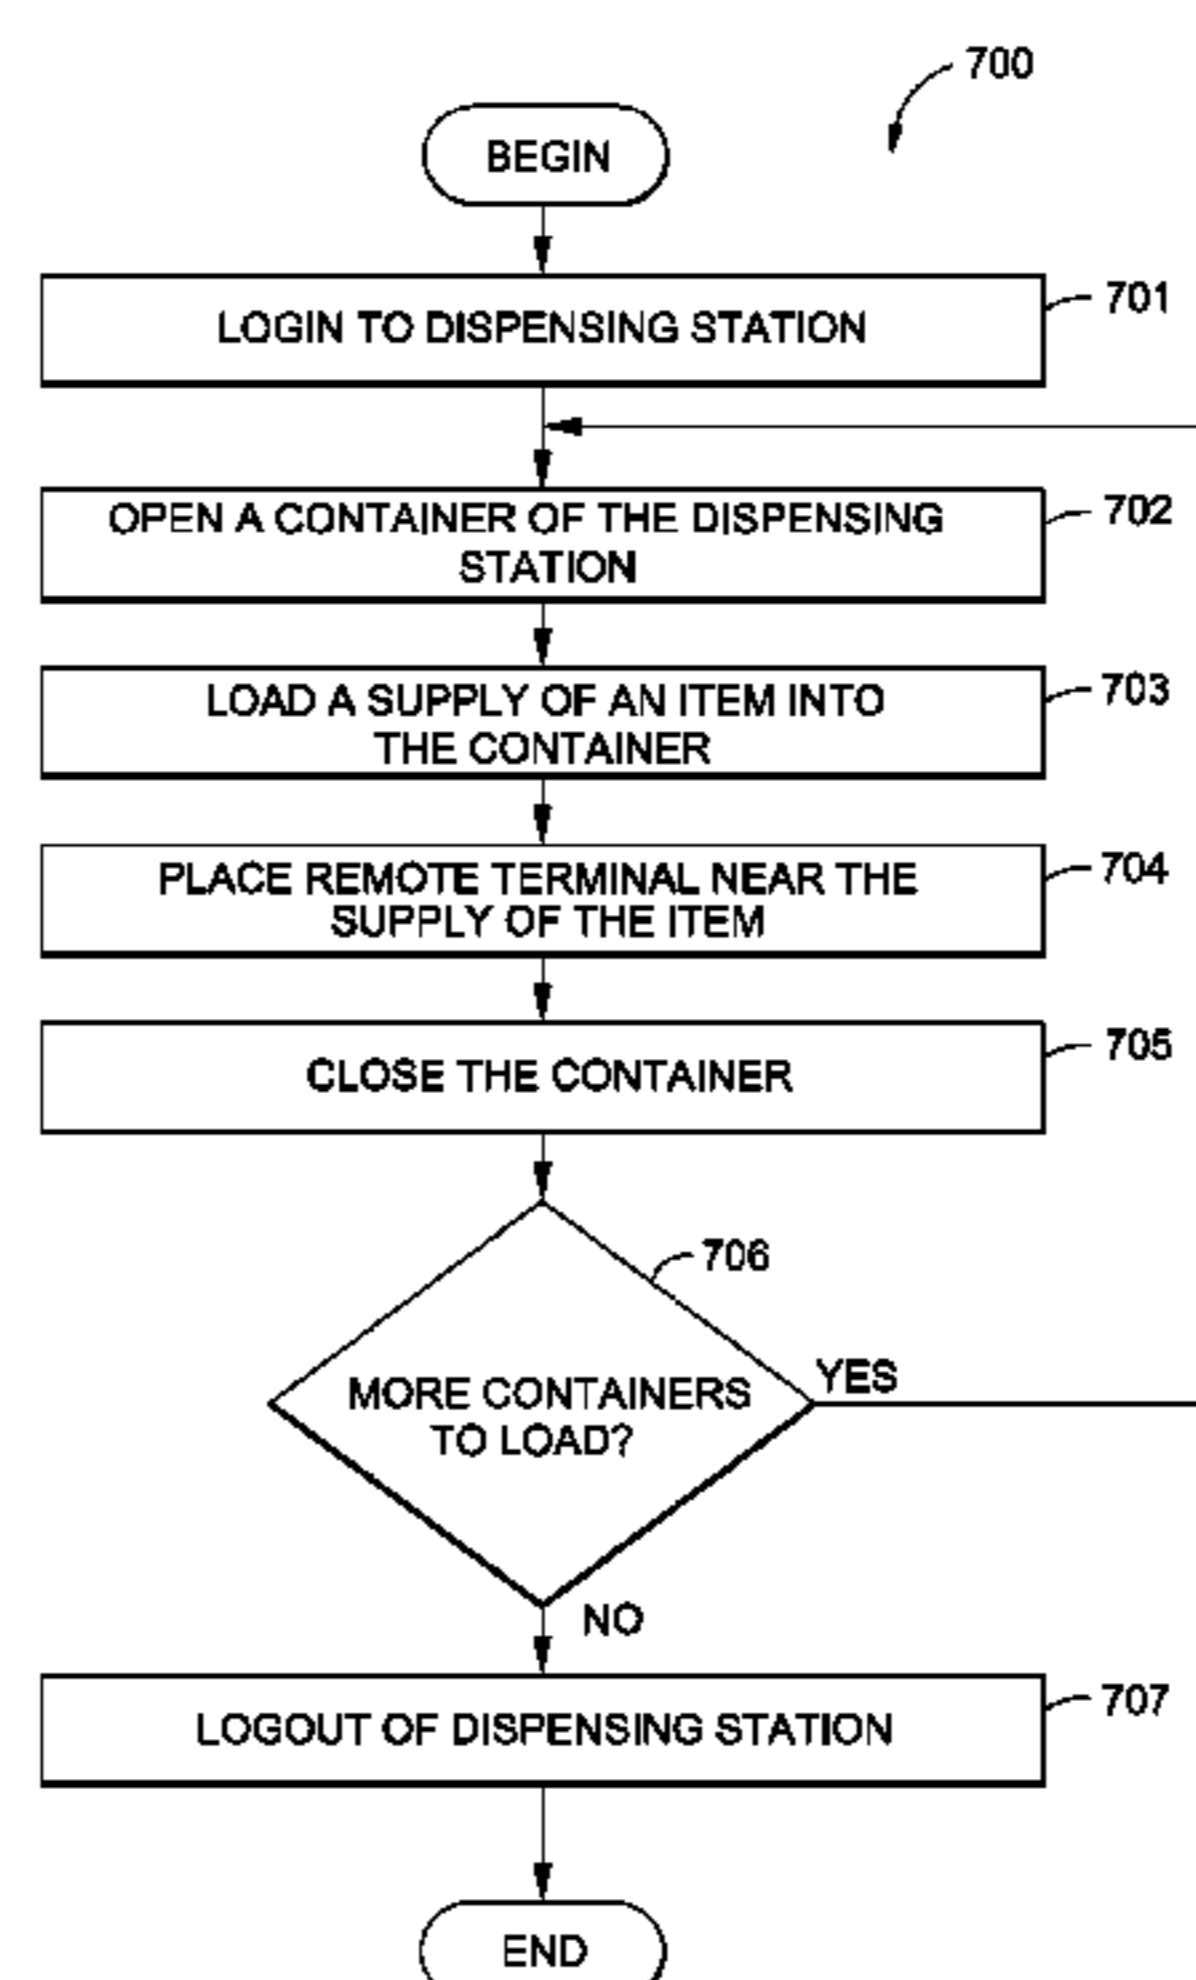 700
BEGIN
LOGIN TO DISPENSING STATION
701
OPEN A CONTAINER OF THE DISPENSING
STATION
702
LOAD A SUPPLY OF AN ITEM INTO
THE CONTAINER
703
PLACE REMOTE TERMINAL NEAR THE
SUPPLY OF THE ITEM
704
CLOSE THE CONTAINER
705
706
MORE CONTAINERS
TO LOAD?
YES
NO
LOGOUT OF DISPENSING STATION
707
END